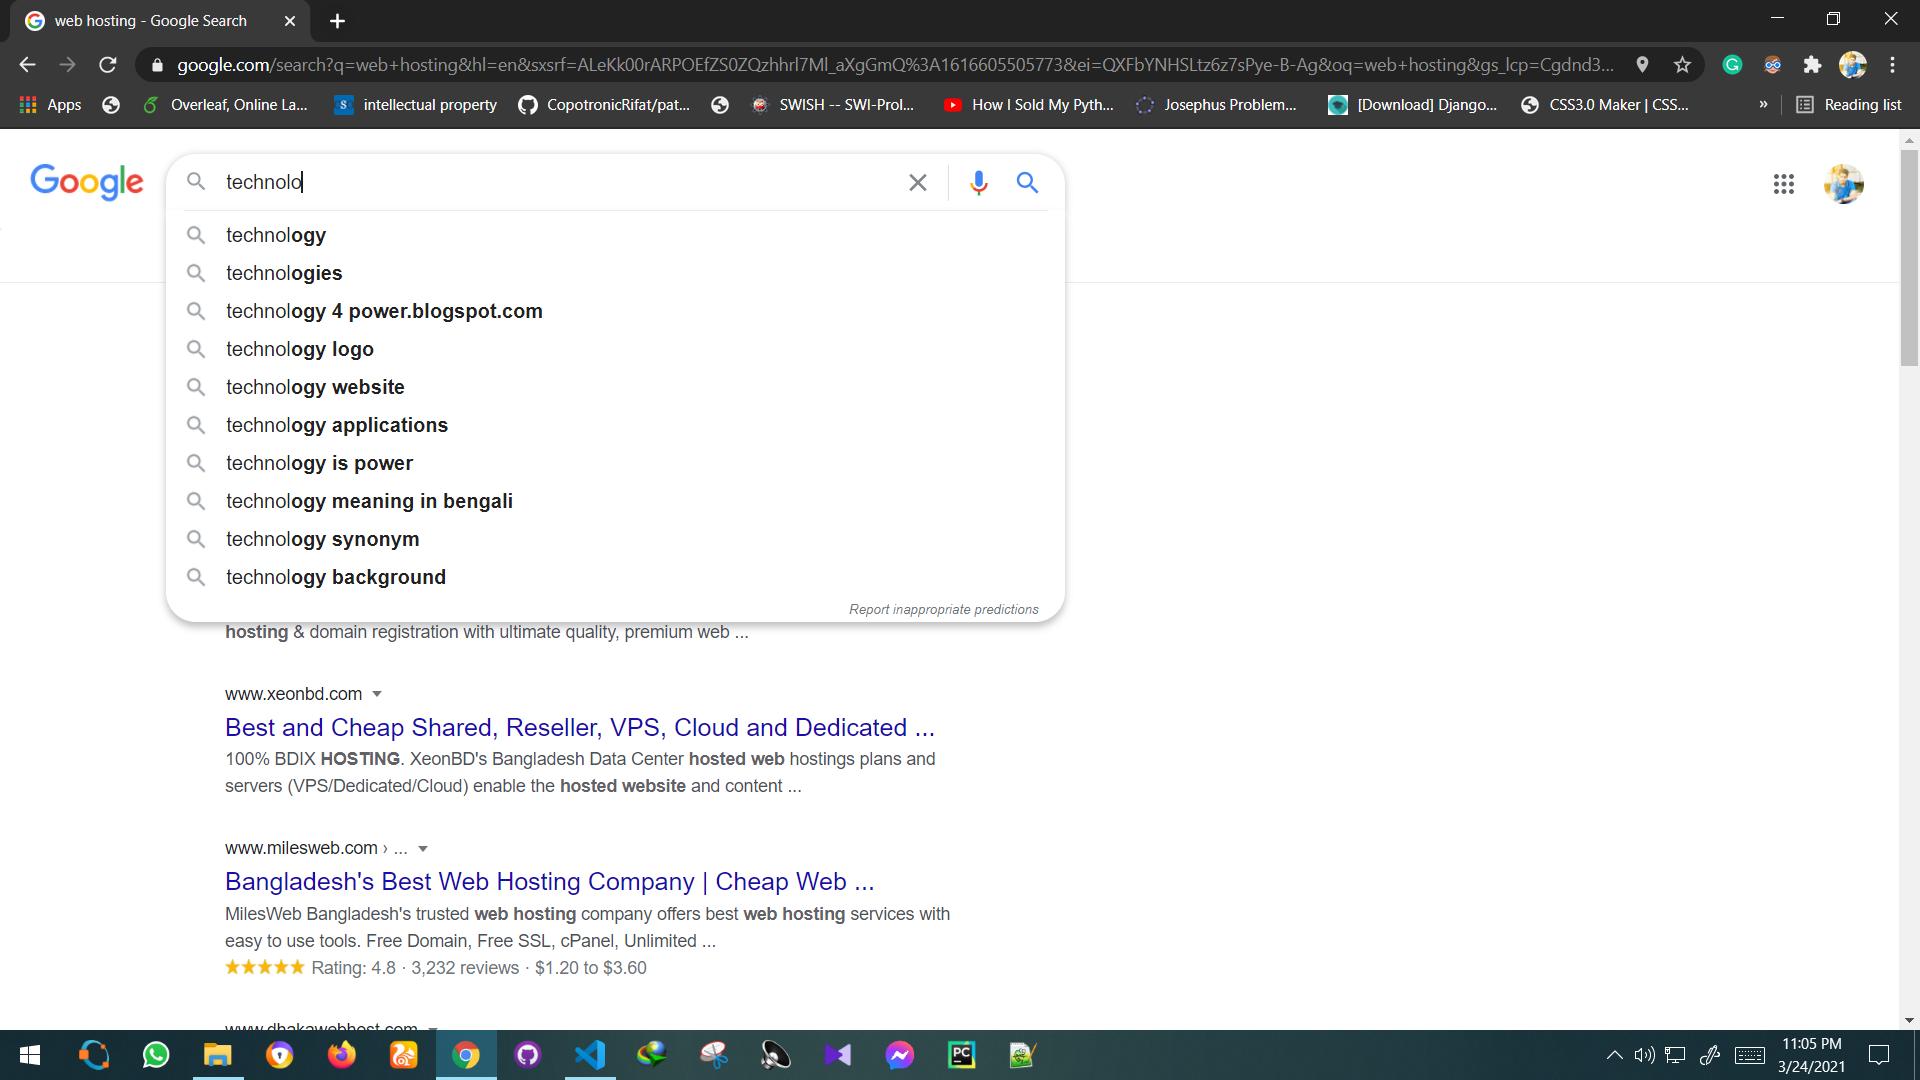 web hosting - Google Search
google.com/search?q=web+hosting&hl=en&sxsrf=ALeKk00rARPOEfZS0ZQzhhrl7Ml_aXgGmQ%3A1616605505773&ei=QXFbYNHSLtz6z7sPye-B-Ag&oq=web+hosting&gs_lcp=Cgdnd3...
Apps Overleaf, Online La... intellectual property CopotronicRifat/pat... SWISH -- SWI-Prol... How I Sold My Pyth... Josephus Problem... [Download] Django... CSS3.0 Maker | CSS... » Reading list
Google technolo
technology
technologies
technology 4 power.blogspot.com
technology logo
technology website
technology applications
technology is power
technology meaning in bengali
technology synonym
technology background
Report inappropriate predictions
hosting & domain registration with ultimate quality, premium web ...
www.xeonbd.com
Best and Cheap Shared, Reseller, VPS, Cloud and Dedicated ...
100% BDIX HOSTING. XeonBD's Bangladesh Data Center hosted web hostings plans and
servers (VPS/Dedicated/Cloud) enable the hosted website and content ...
www.milesweb.com › ...
Bangladesh's Best Web Hosting Company | Cheap Web ...
MilesWeb Bangladesh's trusted web hosting company offers best web hosting services with
easy to use tools. Free Domain, Free SSL, cPanel, Unlimited ...
Rating: 4.8 · 3,232 reviews · $1.20 to $3.60
www.dhakawebhost.com
PC
11:05 PM
3/24/2021